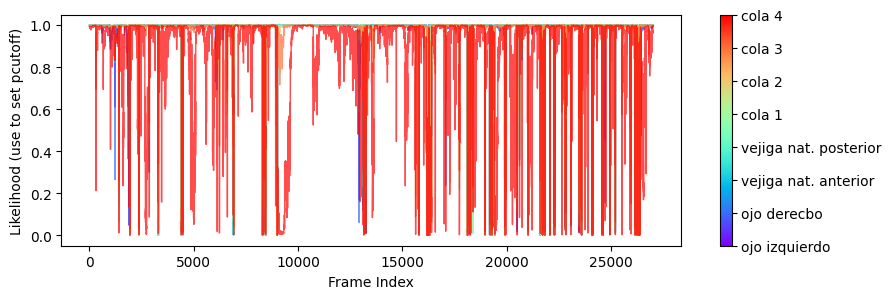 Likelihood (use to set pcutoff)
1.0
0.8
0.6
0.4
0.2
0.0
0 5000 10000 15000 20000 25000
Frame Index
cola 4
cola 3
cola 2
cola 1
vejiga nat. posterior
vejiga nat. anterior
ojo derecbo
ojo izquierdo